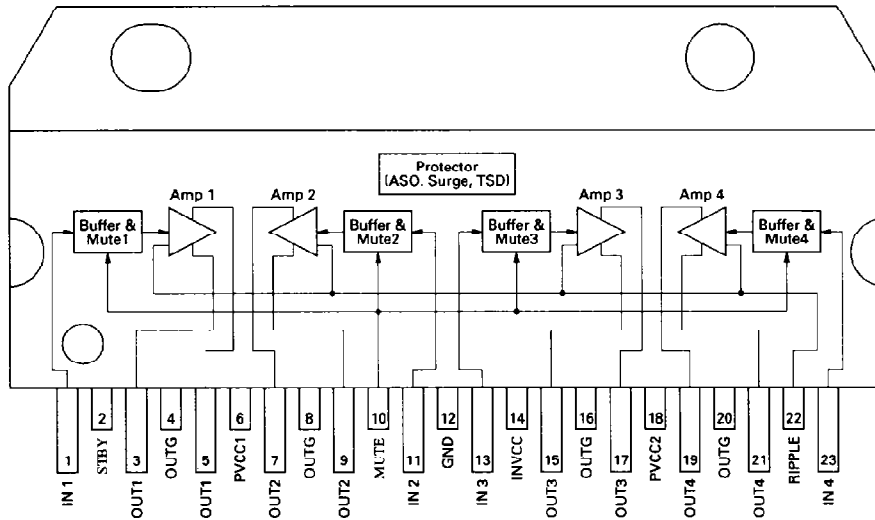 Protector
(ASO. Surge, TSD)
Amp 1
Amp 2
Amp 3
Amp 4
Buffer &
Mute1
Buffer &
Mute2
Buffer &
Mute3
Buffer &
Mute4
1
2
3
4
5
6
7
8
9
10
11
12
13
14
15
16
17
18
19
20
21
22
23
IN 1
STBY
OUT1
OUTG
OUT1
PVCC1
OUT2
OUTG
OUT2
MUTE
IN 2
GND
IN 3
INVCC
OUT3
OUTG
OUT3
PVCC2
OUT4
OUTG
OUT4
RIPPLE
IN 4